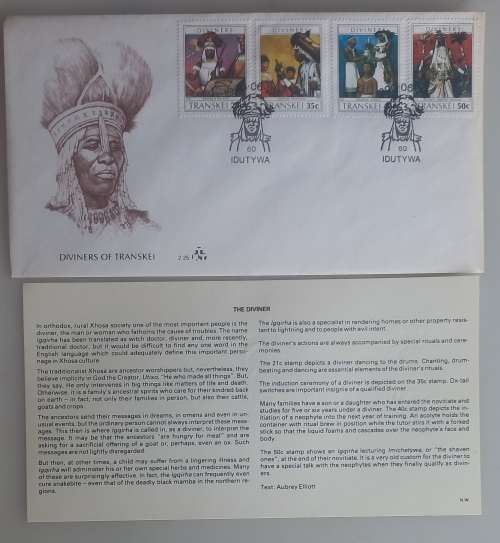 DIVINERS
DIVINERS
DIVINERS
DIVINERS
TRANSKEI
TRANSKEI 35c
TRANSKEI
TRANSKEI 50c
60
IDUTYWA
60
IDUTYWA
DIVINERS OF TRANSKEI
2.25
THE DIVINER
In orthodox, rural Xhosa society one of the most important people is the
diviner, the man or woman who fathoms the cause of troubles. The name
Iggirha has been translated as witch doctor, diviner and, more recently,
traditional doctor, but it would be difficult to find any one word in the
English language which could adequately define this important perso-
nage in Xhosa culture.
The traditionalist Xhosa are ancestor worshippers but, nevertheless, they
believe implicitly in God the Creator, "He who made all things". But,
they say, He only intervenes in big things like matters of life and death.
Otherwise, it is a family's ancestral spirits who care for their kindred back
on earth – in fact, not only their families in person, but also their cattle,
goats and crops.
The ancestors send their messages in dreams, in omens and even in un-
usual events, but the ordinary person cannot always interpret these mess-
ages. This then is where igqirha is called in, as a diviner, to interpret the
message. It may be that the ancestors "are hungry for meat" and are
asking for a sacrificial offering of a goat or, perhaps, even an ox. Such
messages are not lightly disregarded.
But then, at other times, a child may suffer from a lingering illness and
igqirha will administer his or her own special herbs and medicines. Many
of these are surprisingly effective. In fact, the igqirha can frequently even
cure snakebite – even that of the deadly black mamba in the northern re-
gions.
The Igqirha is also a specialist in rendering homes or other property resis-
tant to lightning and to people with evil intent.
The diviner's actions are always accompanied by special rituals and cere-
monies.
The 21c stamp depicts a diviner dancing to the drums. Chanting, drum-
beating and dancing are essential elements of the diviner's rituals.
The induction ceremony of a diviner is depicted on the 35c stamp. Ox-tail
switches are important insignia of a qualified diviner.
Many families have a son or a daughter who has entered the novitiate and
studies for five or six years under a diviner. The 40c stamp depicts the in-
itiation of a neophyte into the next year of training. An acolyte holds the
container with ritual brew in position while the tutor stirs it with a forked
stick so that the liquid foams and cascades over the neophyte's face and
body.
The 50c stamp shows an igqirha lecturing imichetywa, or "the shaven
ones", at the end of their novitiate. It is a very old custom for the diviner to
have a special talk with the neophytes when they finally qualify as divin-
ers.
Text: Aubrey Elliott